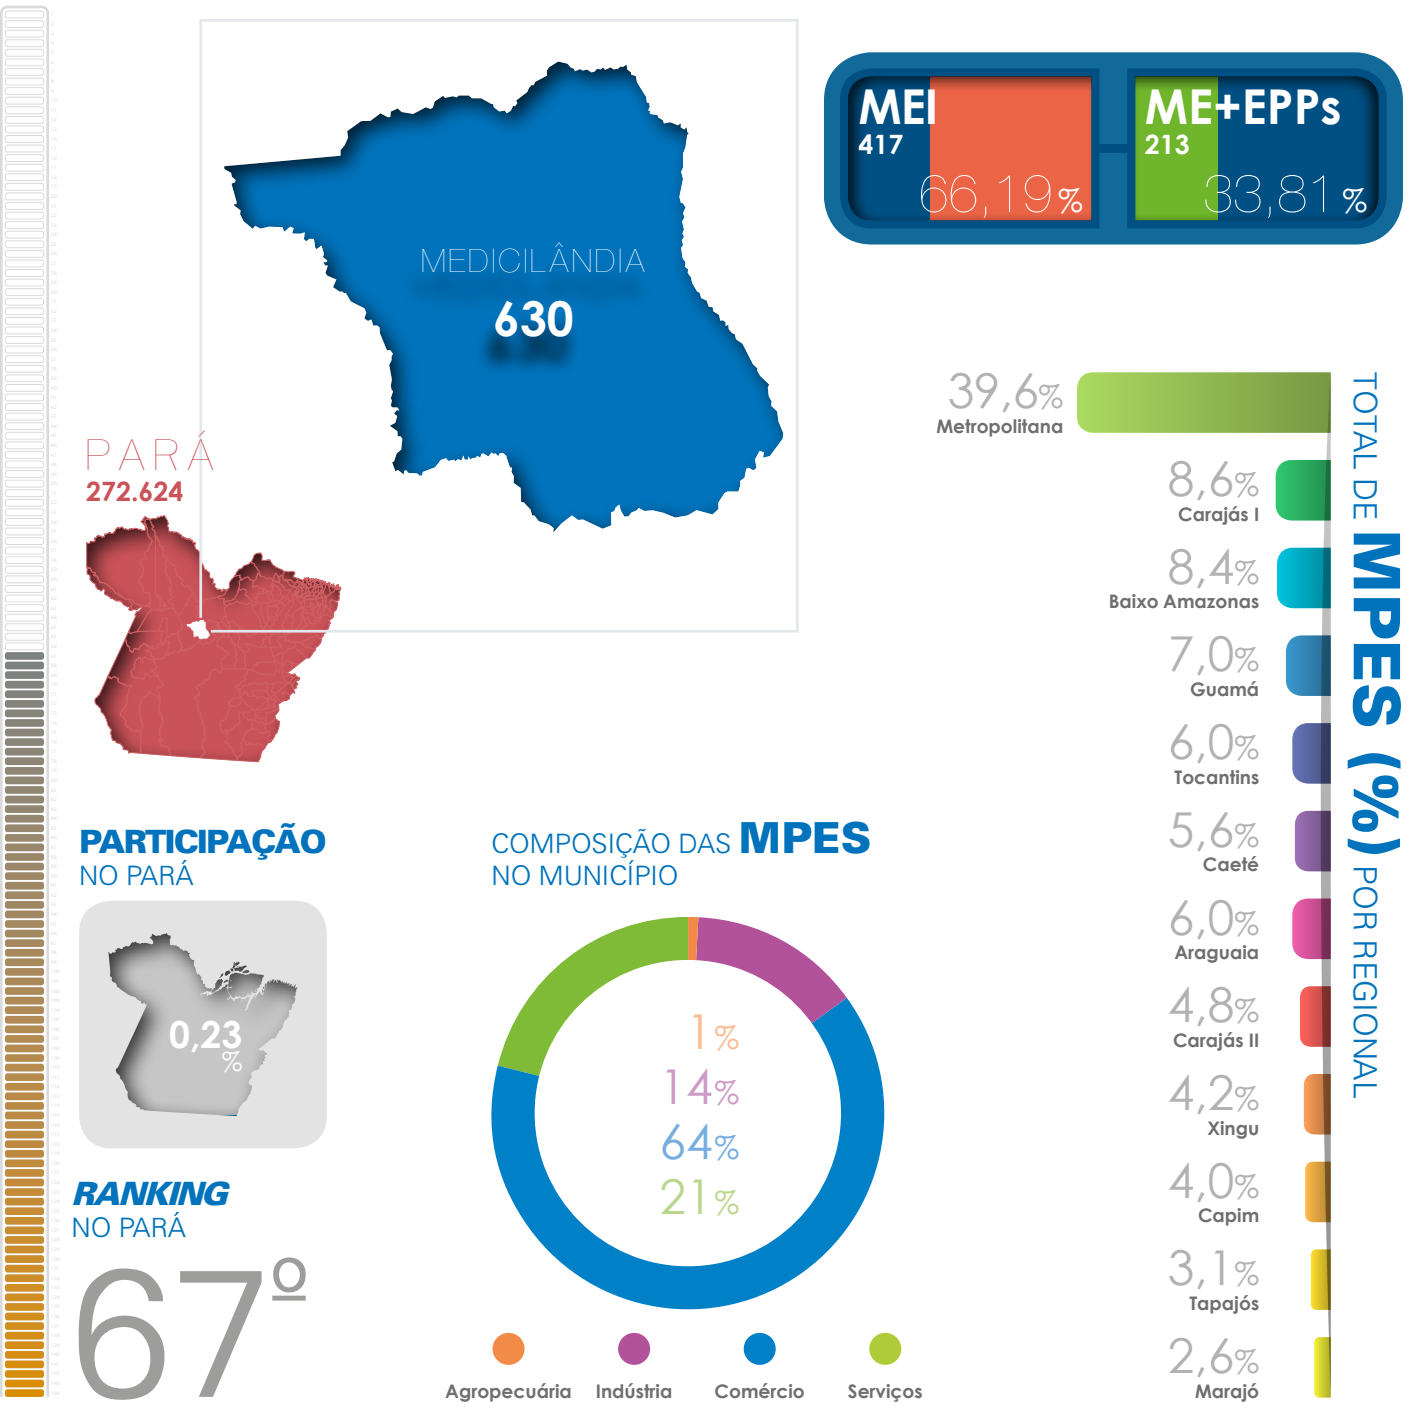 MEDICILÂNDIA
630
MEI
417
66,19%
ME+EPPs
213
33,81%
PARÁ
272.624
PARTICIPAÇÃO
NO PARÁ
0,23
%
RANKING
NO PARÁ
67º
COMPOSIÇÃO DAS MPES
NO MUNICÍPIO
1%
14%
64%
21%
Agropecuária
Indústria
Comércio
Serviços
TOTAL DE MPES (%) POR REGIONAL
39,6%
Metropolitana
8,6%
Carajás I
8,4%
Baixo Amazonas
7,0%
Guamá
6,0%
Tocantins
5,6%
Caeté
6,0%
Araguaia
4,8%
Carajás II
4,2%
Xingu
4,0%
Capim
3,1%
Tapajós
2,6%
Marajó